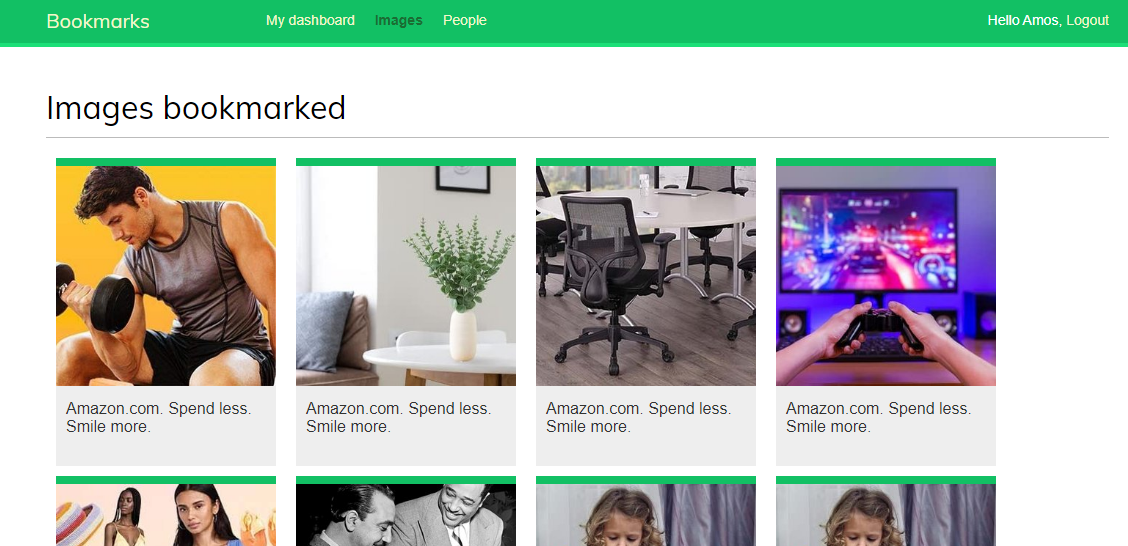 Bookmarks
My dashboard Images People
Hello Amos, Logout
Images bookmarked
Amazon.com. Spend less.
Smile more.
Amazon.com. Spend less.
Smile more.
Amazon.com. Spend less.
Smile more.
Amazon.com. Spend less.
Smile more.